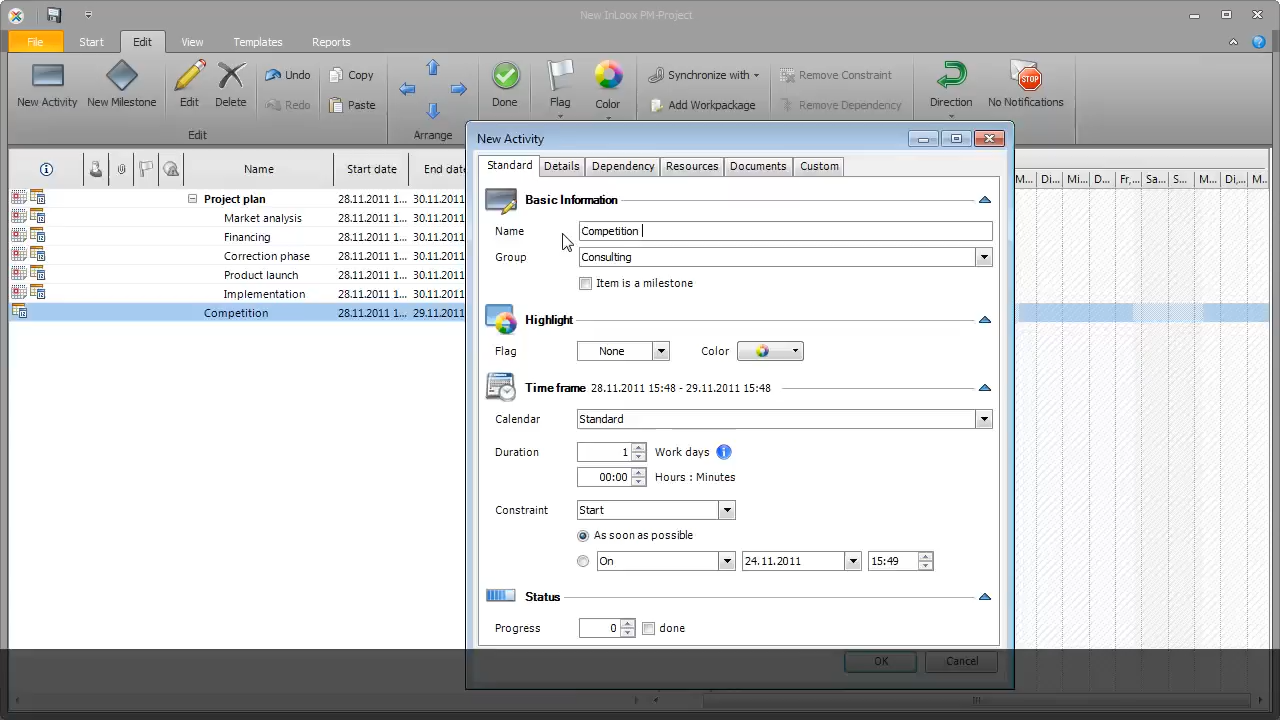 New InLoox PM-Project
File Start Edit View Templates Reports
New Activity New Milestone Edit Delete Undo Redo Copy Paste Done Flag Color Synchronize with Add Workpackage Remove Constraint Remove Dependency Direction No Notifications
Edit Arrange
New Activity
Standard Details Dependency Resources Documents Custom
Name Start date End date
M... Di... Mi... D... Fr,... Sa... S... M... Di,... M...
Project plan 28.11.2011 1... 30.11.2011
Market analysis 28.11.2011 1... 30.11.2011
Financing 28.11.2011 1... 30.11.2011
Correction phase 28.11.2011 1... 30.11.2011
Product launch 28.11.2011 1... 30.11.2011
Implementation 28.11.2011 1... 30.11.2011
Competition 28.11.2011 1... 29.11.2011
Basic Information
Name Competition
Group Consulting
Item is a milestone
Highlight
Flag None Color
Time frame 28.11.2011 15:48 - 29.11.2011 15:48
Calendar Standard
Duration 1 Work days
00:00 Hours : Minutes
Constraint Start
As soon as possible
On 24.11.2011 15:49
Status
Progress 0 done
OK Cancel